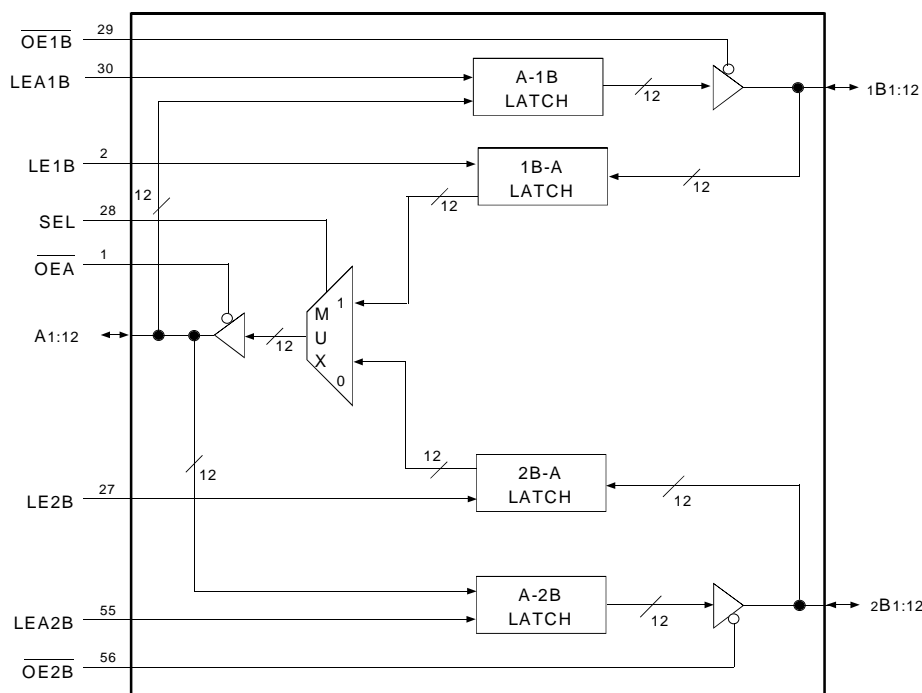 OE1B 29
LEA1B 30
A-1B
LATCH
12
1B1:12
LE1B 2
1B-A
LATCH
12
12
12
SEL 28
OEA 1
A1:12
12
M
U
X
1
0
12
12
2B-A
LATCH
12
LE2B 27
A-2B
LATCH
12
2B1:12
LEA2B 55
OE2B 56